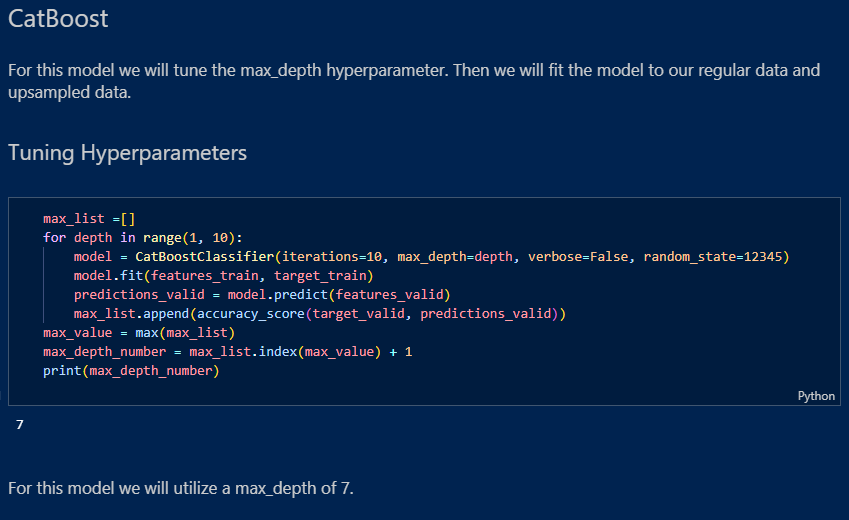 CatBoost
For this model we will tune the max_depth hyperparameter. Then we will fit the model to our regular data and
upsampled data.
Tuning Hyperparameters
max_list =[]
for depth in range(1, 10):
    model = CatBoostClassifier(iterations=10, max_depth=depth, verbose=False, random_state=12345)
    model.fit(features_train, target_train)
    predictions_valid = model.predict(features_valid)
    max_list.append(accuracy_score(target_valid, predictions_valid))
max_value = max(max_list)
max_depth_number = max_list.index(max_value) + 1
print(max_depth_number)
Python
7
For this model we will utilize a max_depth of 7.